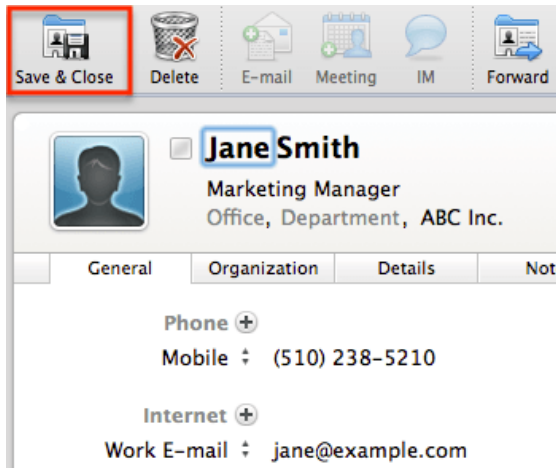 Save & Close Delete E-mail Meeting IM Forward
Jane Smith
Marketing Manager
Office, Department, ABC Inc.
General Organization Details Not
Phone
Mobile (510) 238-5210
Internet
Work E-mail jane@example.com